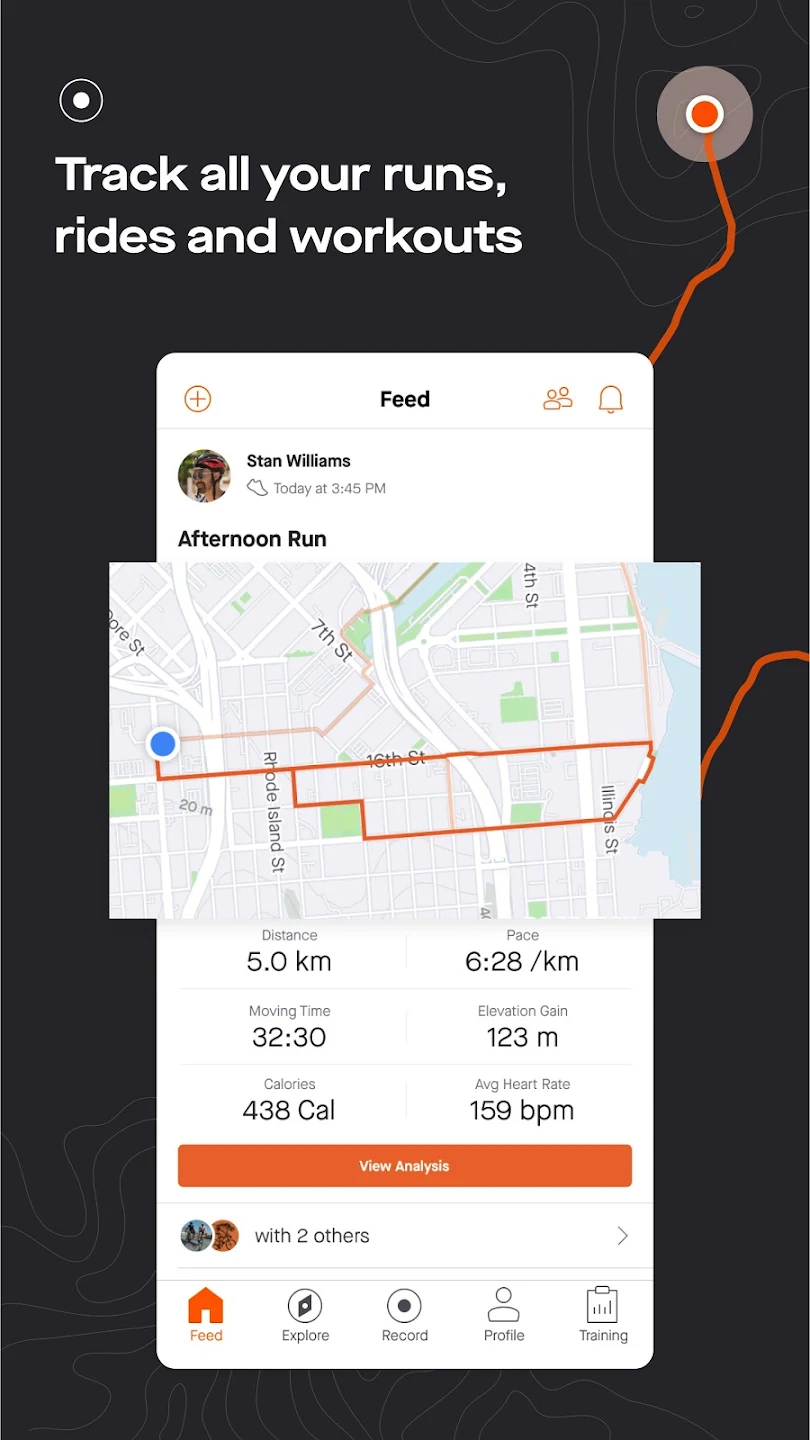 Track all your runs,
rides and workouts
Feed
Stan Williams
Today at 3:45 PM
Afternoon Run
4th St
7th St
16th St
Rhode Island St
20 m
Illinois St
Distance
Pace
5.0 km
6:28 /km
Moving Time
Elevation Gain
32:30
123 m
Calories
Avg Heart Rate
438 Cal
159 bpm
View Analysis
with 2 others
Feed
Explore
Record
Profile
Training